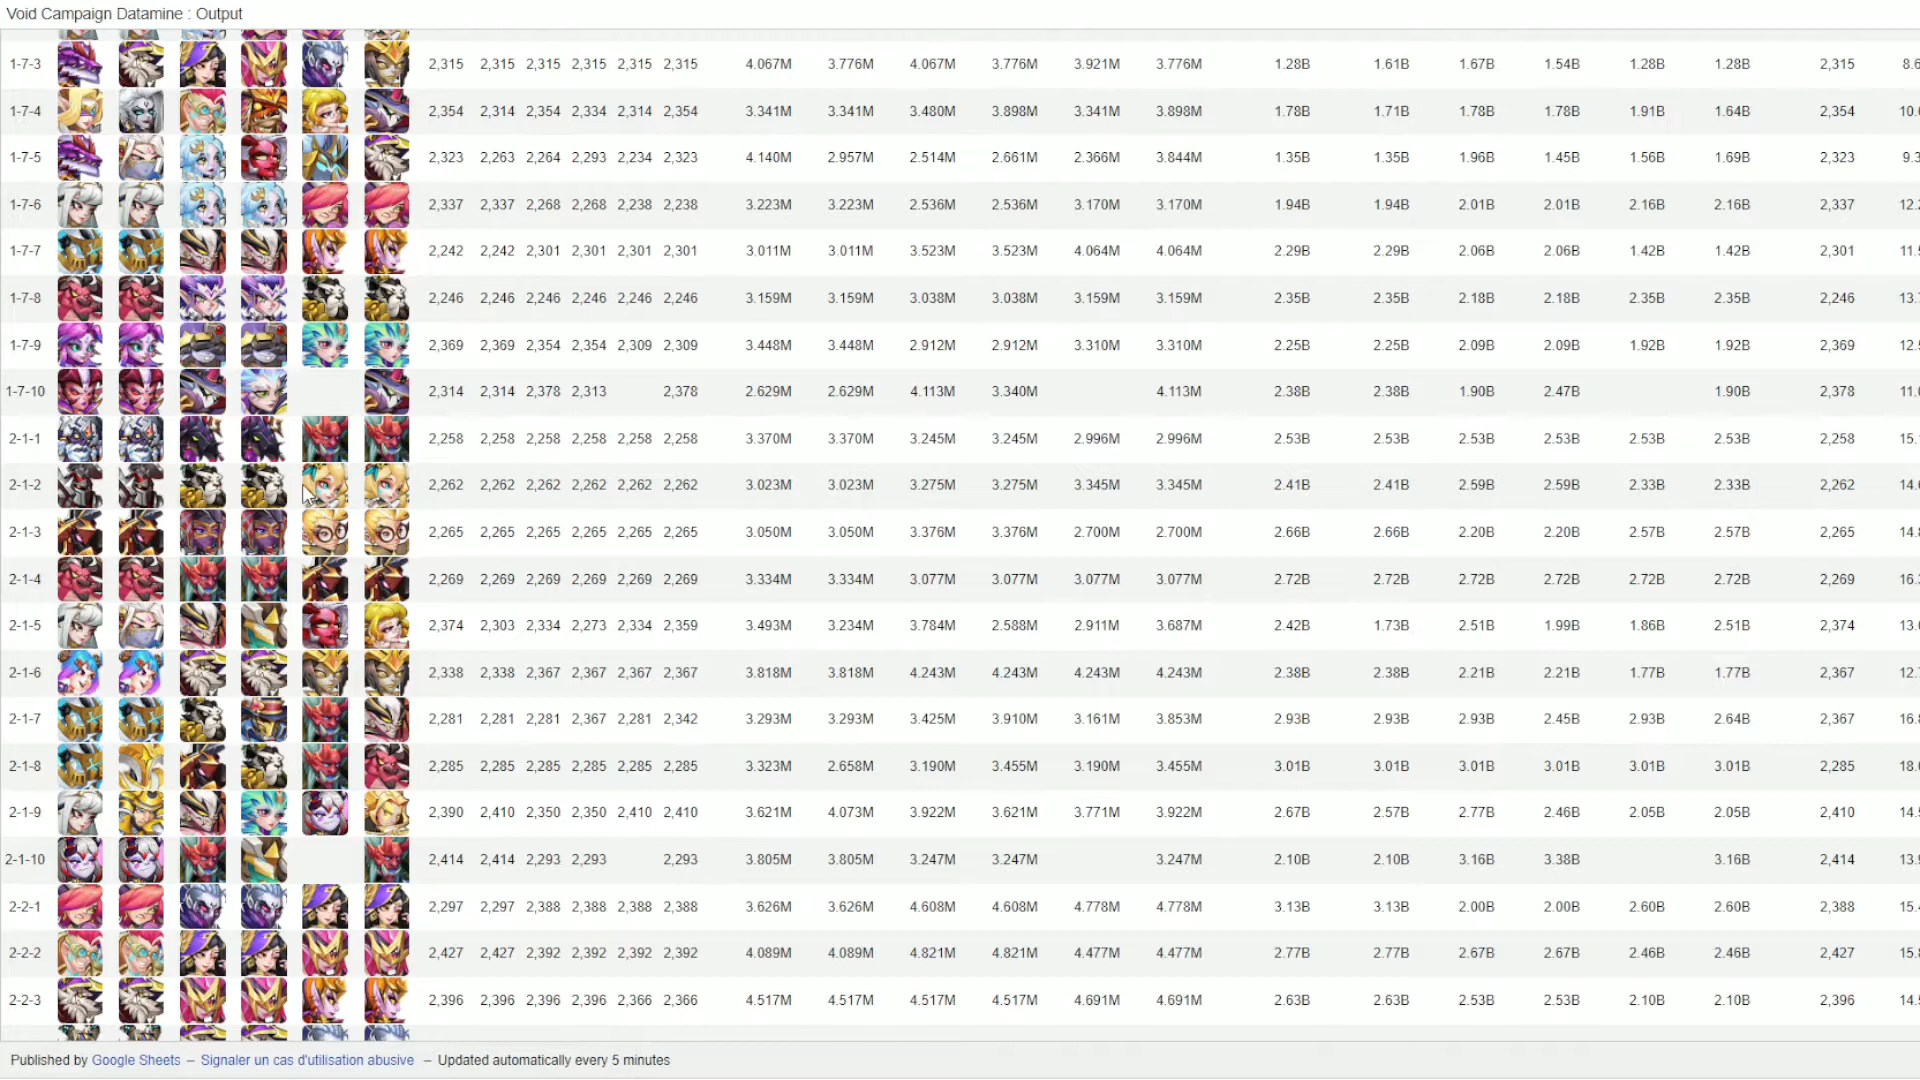 Void Campaign Datamine : Output
1-7-3 2,315 2,315 2,315 2,315 2,315 2,315 4.067M 3.776M 4.067M 3.776M 3.921M 3.776M 1.28B 1.61B 1.67B 1.54B 1.28B 1.28B 2,315
1-7-4 2,354 2,314 2,354 2,334 2,314 2,354 3.341M 3.341M 3.480M 3.898M 3.341M 3.898M 1.78B 1.71B 1.78B 1.78B 1.91B 1.64B 2,354
1-7-5 2,323 2,263 2,264 2,293 2,234 2,323 4.140M 2.957M 2.514M 2.661M 2.366M 3.844M 1.35B 1.35B 1.96B 1.45B 1.56B 1.69B 2,323
1-7-6 2,337 2,337 2,268 2,268 2,238 2,238 3.223M 3.223M 2.536M 2.536M 3.170M 3.170M 1.94B 1.94B 2.01B 2.01B 2.16B 2.16B 2,337
1-7-7 2,242 2,242 2,301 2,301 2,301 2,301 3.011M 3.011M 3.523M 3.523M 4.064M 4.064M 2.29B 2.29B 2.06B 2.06B 1.42B 1.42B 2,301
1-7-8 2,246 2,246 2,246 2,246 2,246 2,246 3.159M 3.159M 3.038M 3.038M 3.159M 3.159M 2.35B 2.35B 2.18B 2.18B 2.35B 2.35B 2,246
1-7-9 2,369 2,369 2,354 2,354 2,309 2,309 3.448M 3.448M 2.912M 2.912M 3.310M 3.310M 2.25B 2.25B 2.09B 2.09B 1.92B 1.92B 2,369
1-7-10 2,314 2,314 2,378 2,313 2,378 2.629M 2.629M 4.113M 3.340M 4.113M 2.38B 2.38B 1.90B 2.47B 1.90B 2,378
2-1-1 2,258 2,258 2,258 2,258 2,258 2,258 3.370M 3.370M 3.245M 3.245M 2.996M 2.996M 2.53B 2.53B 2.53B 2.53B 2.53B 2.53B 2,258
2-1-2 2,262 2,262 2,262 2,262 2,262 2,262 3.023M 3.023M 3.275M 3.275M 3.345M 3.345M 2.41B 2.41B 2.59B 2.59B 2.33B 2.33B 2,262
2-1-3 2,265 2,265 2,265 2,265 2,265 2,265 3.050M 3.050M 3.376M 3.376M 2.700M 2.700M 2.66B 2.66B 2.20B 2.20B 2.57B 2.57B 2,265
2-1-4 2,269 2,269 2,269 2,269 2,269 2,269 3.334M 3.334M 3.077M 3.077M 3.077M 3.077M 2.72B 2.72B 2.72B 2.72B 2.72B 2.72B 2,269
2-1-5 2,374 2,303 2,334 2,273 2,334 2,359 3.493M 3.234M 3.784M 2.588M 2.911M 3.687M 2.42B 1.73B 2.51B 1.99B 1.86B 2.51B 2,374
2-1-6 2,338 2,338 2,367 2,367 2,367 2,367 3.818M 3.818M 4.243M 4.243M 4.243M 4.243M 2.38B 2.38B 2.21B 2.21B 1.77B 1.77B 2,367
2-1-7 2,281 2,281 2,281 2,367 2,281 2,342 3.293M 3.293M 3.425M 3.910M 3.161M 3.853M 2.93B 2.93B 2.93B 2.45B 2.93B 2.64B 2,367
2-1-8 2,285 2,285 2,285 2,285 2,285 2,285 3.323M 2.658M 3.190M 3.455M 3.190M 3.455M 3.01B 3.01B 3.01B 3.01B 3.01B 3.01B 2,285
2-1-9 2,390 2,410 2,350 2,350 2,410 2,410 3.621M 4.073M 3.922M 3.621M 3.771M 3.922M 2.67B 2.57B 2.77B 2.46B 2.05B 2.05B 2,410
2-1-10 2,414 2,414 2,293 2,293 2,293 3.805M 3.805M 3.247M 3.247M 3.247M 2.10B 2.10B 3.16B 3.38B 3.16B 2,414
2-2-1 2,297 2,297 2,388 2,388 2,388 2,388 3.626M 3.626M 4.608M 4.608M 4.778M 4.778M 3.13B 3.13B 2.00B 2.00B 2.60B 2.60B 2,388
2-2-2 2,427 2,427 2,392 2,392 2,392 2,392 4.089M 4.089M 4.821M 4.821M 4.477M 4.477M 2.77B 2.77B 2.67B 2.67B 2.46B 2.46B 2,427
2-2-3 2,396 2,396 2,396 2,396 2,366 2,366 4.517M 4.517M 4.517M 4.517M 4.691M 4.691M 2.63B 2.63B 2.53B 2.53B 2.10B 2.10B 2,396
Published by Google Sheets – Signaler un cas d'utilisation abusive – Updated automatically every 5 minutes